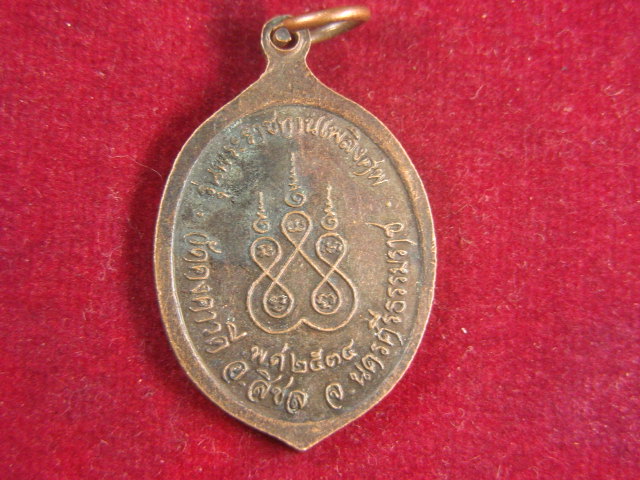 รุ่นพระราชทานเพลิงศพ
วัดคงคาวดี อ.สิชล จ.นครศรีธรรมราช
พ.ศ.๒๕๓๔